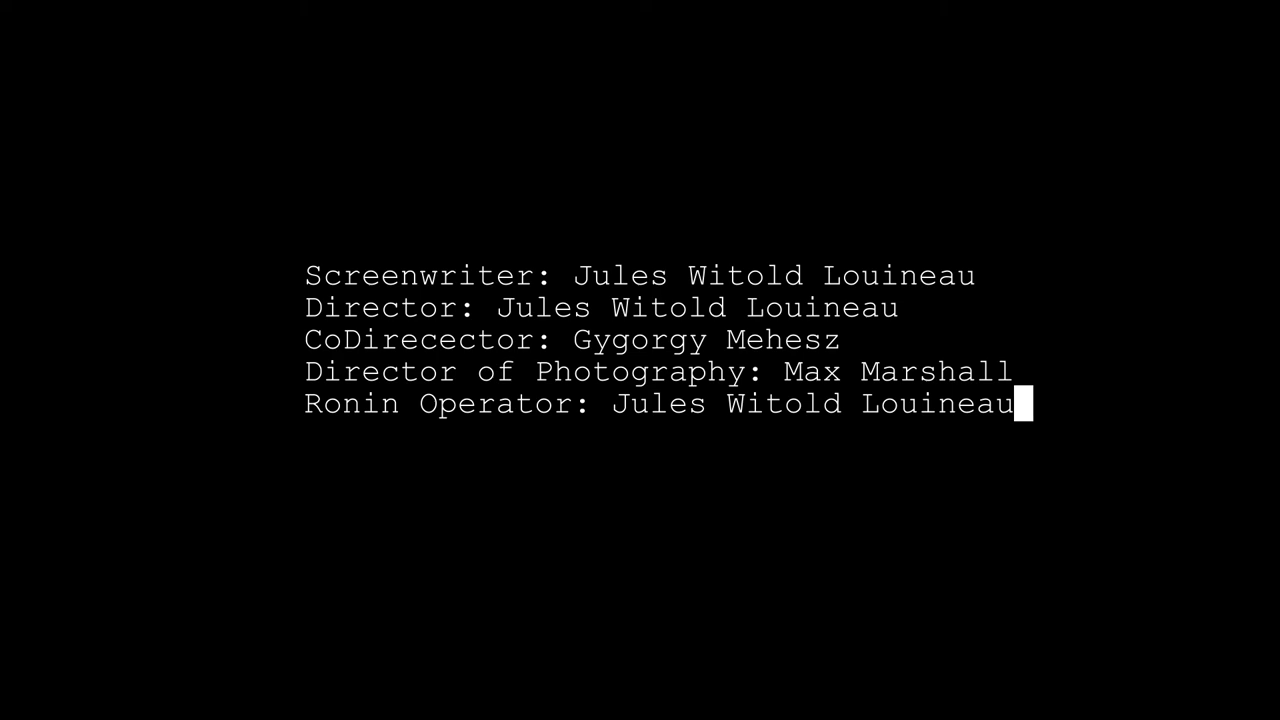 Screenwriter: Jules Witold Louineau
Director: Jules Witold Louineau
CoDirecector: Gygorgy Mehesz
Director of Photography: Max Marshall
Ronin Operator: Jules Witold Louineau